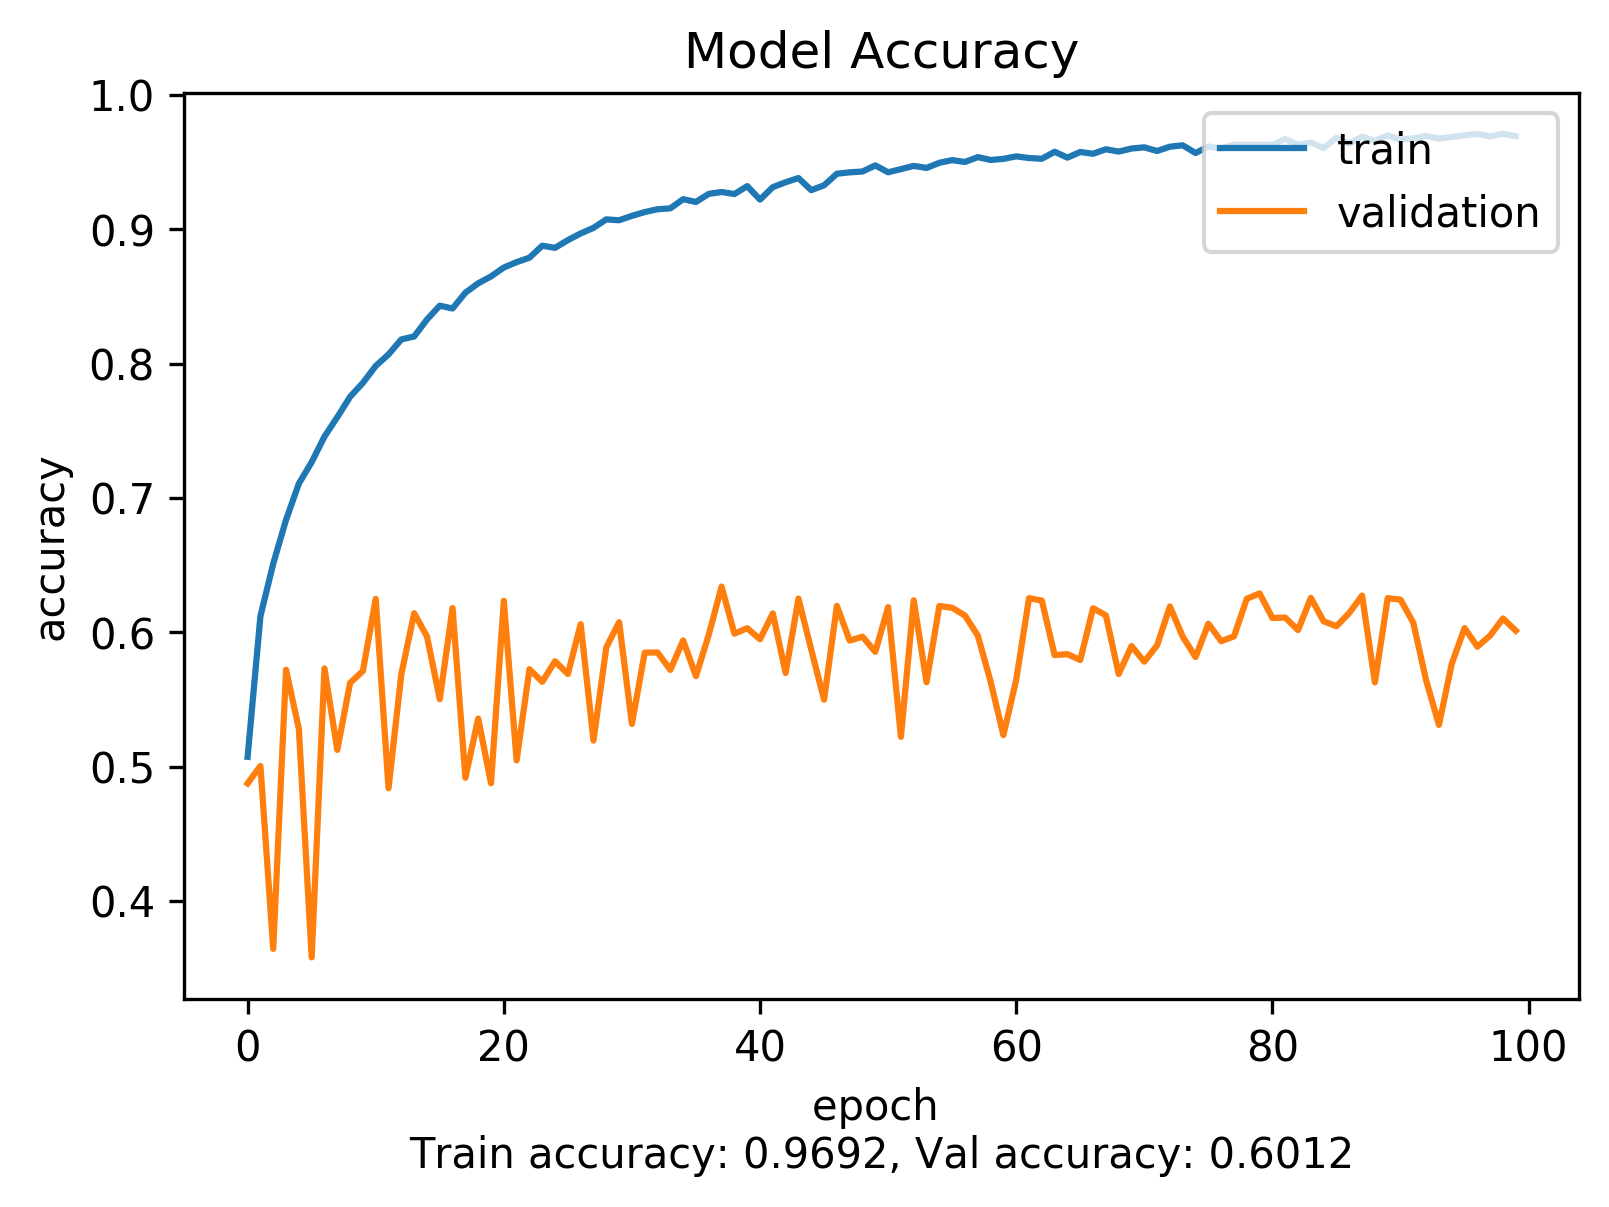 Model Accuracy
1.0
0.9
0.8
0.7
0.6
0.5
0.4
accuracy
train
validation
0 20 40 60 80 100
epoch
Train accuracy: 0.9692, Val accuracy: 0.6012